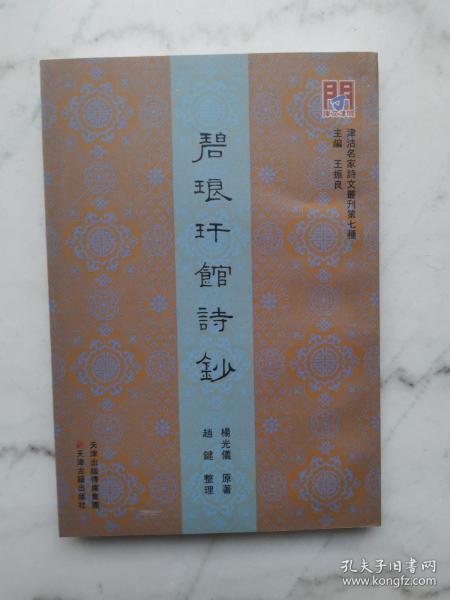 津沽名家詩文叢刊第七種
主編 王振良
碧琅玕館詩鈔
楊光儀 原著
趙鍵 整理
天津出版傳媒集團
天津古籍出版社
孔夫子旧书网
www.kongfz.com